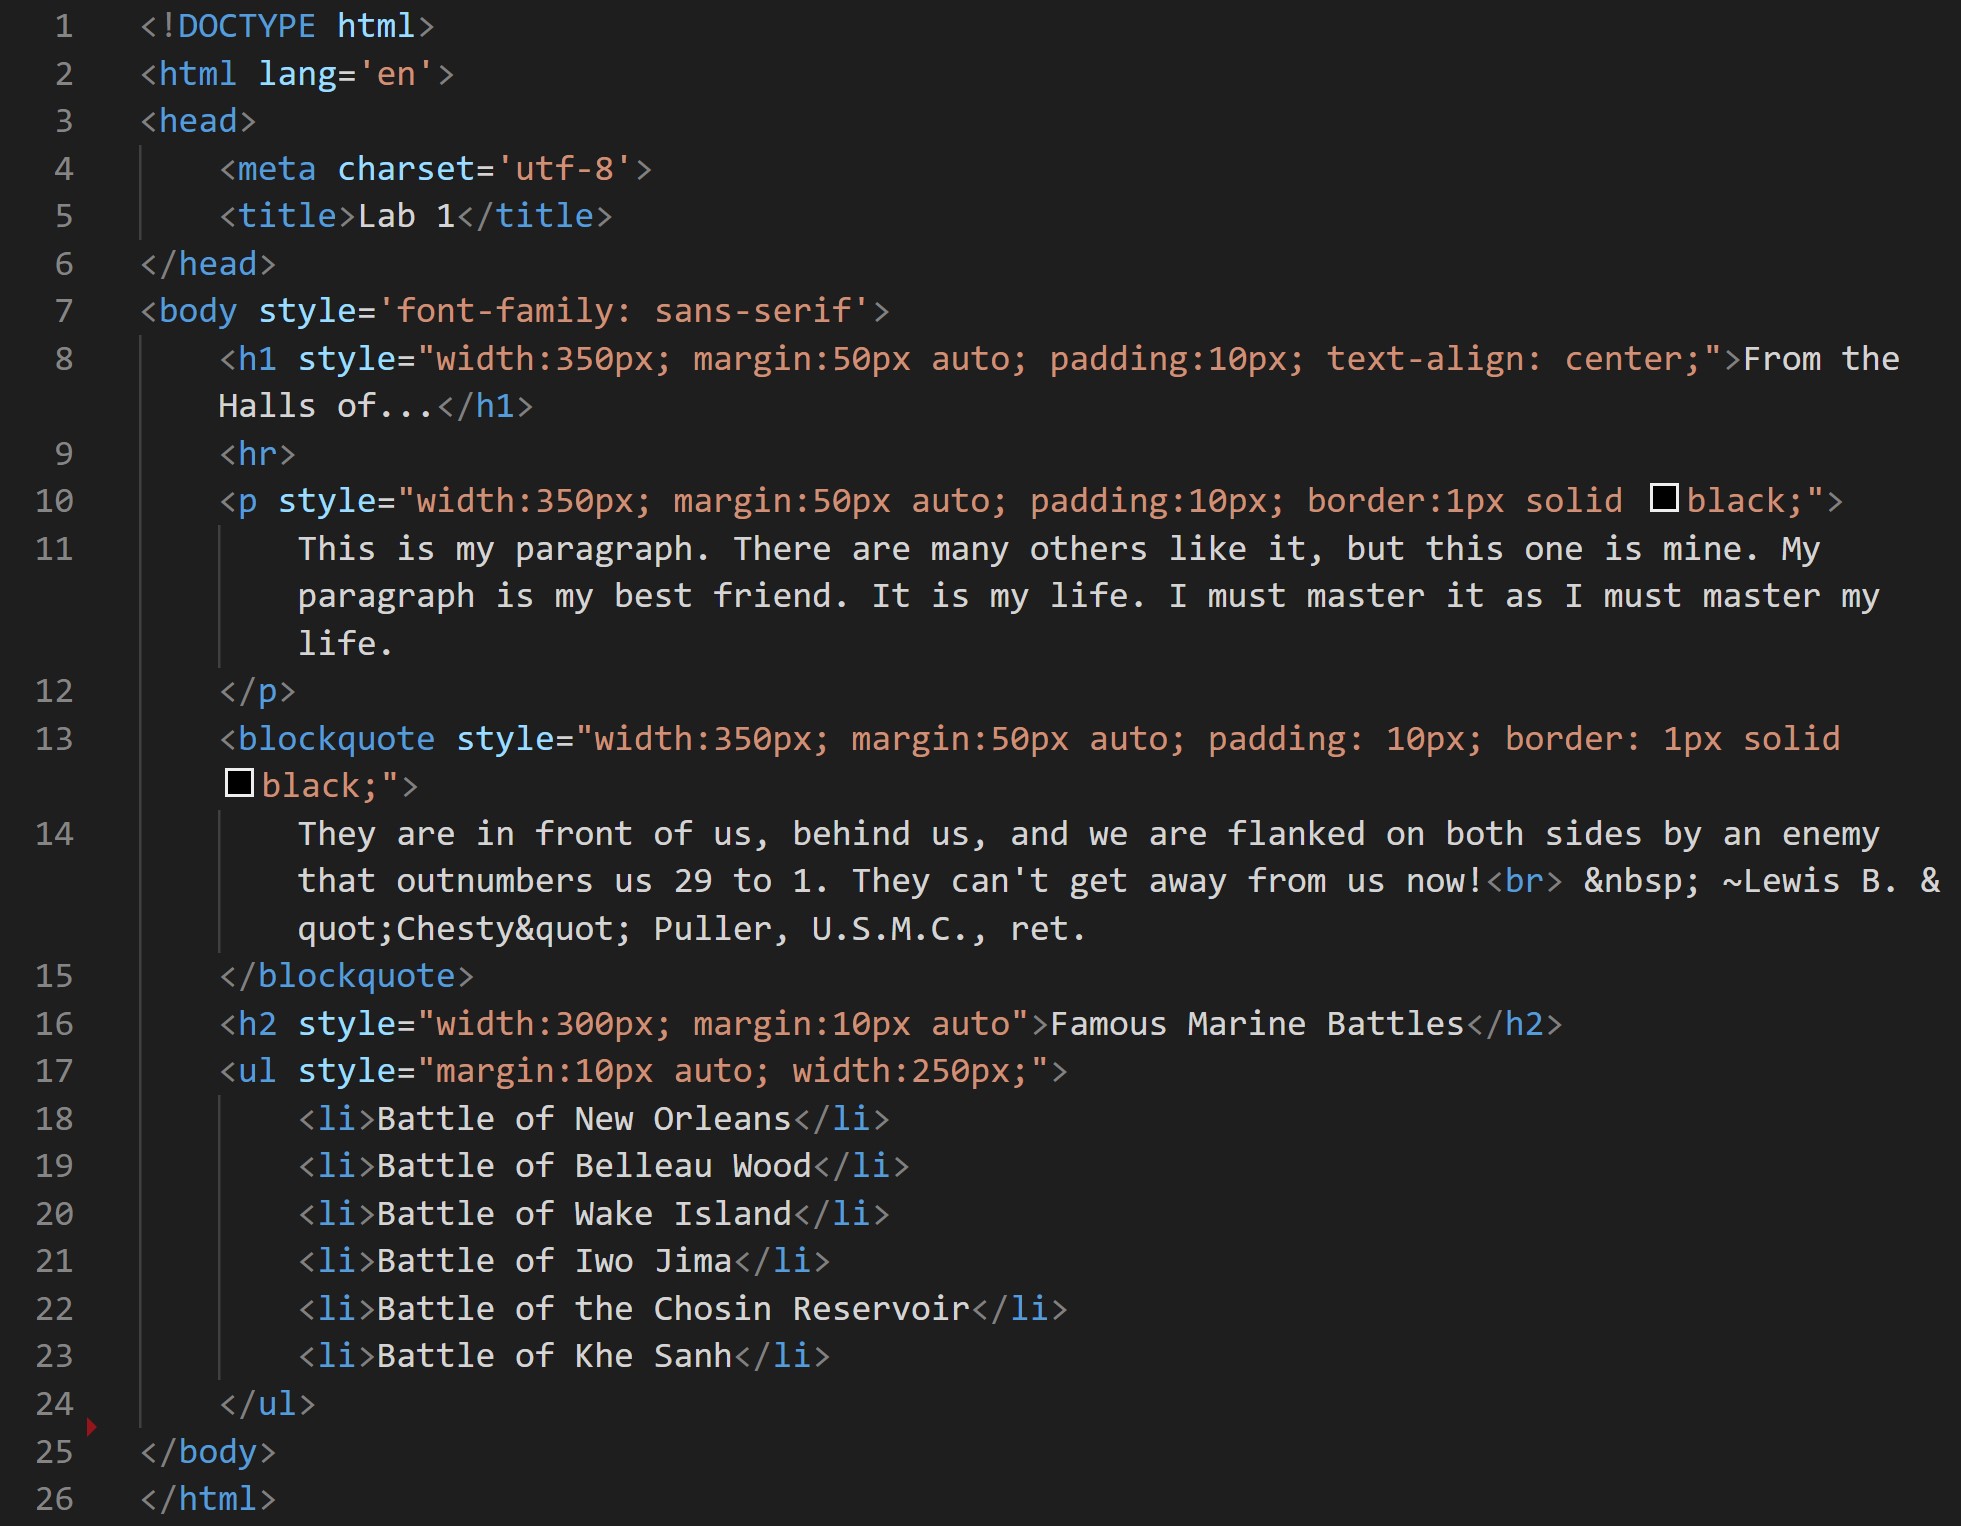 1 <!DOCTYPE html>
2 <html lang='en'>
3 <head>
4 <meta charset='utf-8'>
5 <title>Lab 1</title>
6 </head>
7 <body style='font-family: sans-serif'>
8 <h1 style="width:350px; margin:50px auto; padding:10px; text-align: center;">From the
Halls of...</h1>
9 <hr>
10 <p style="width:350px; margin:50px auto; padding:10px; border:1px solid black;">
11 This is my paragraph. There are many others like it, but this one is mine. My
paragraph is my best friend. It is my life. I must master it as I must master my
life.
12 </p>
13 <blockquote style="width:350px; margin:50px auto; padding: 10px; border: 1px solid
black;">
14 They are in front of us, behind us, and we are flanked on both sides by an enemy
that outnumbers us 29 to 1. They can't get away from us now!<br> &nbsp; ~Lewis B. &
quot;Chesty&quot; Puller, U.S.M.C., ret.
15 </blockquote>
16 <h2 style="width:300px; margin:10px auto">Famous Marine Battles</h2>
17 <ul style="margin:10px auto; width:250px;">
18 <li>Battle of New Orleans</li>
19 <li>Battle of Belleau Wood</li>
20 <li>Battle of Wake Island</li>
21 <li>Battle of Iwo Jima</li>
22 <li>Battle of the Chosin Reservoir</li>
23 <li>Battle of Khe Sanh</li>
24 </ul>
25 </body>
26 </html>